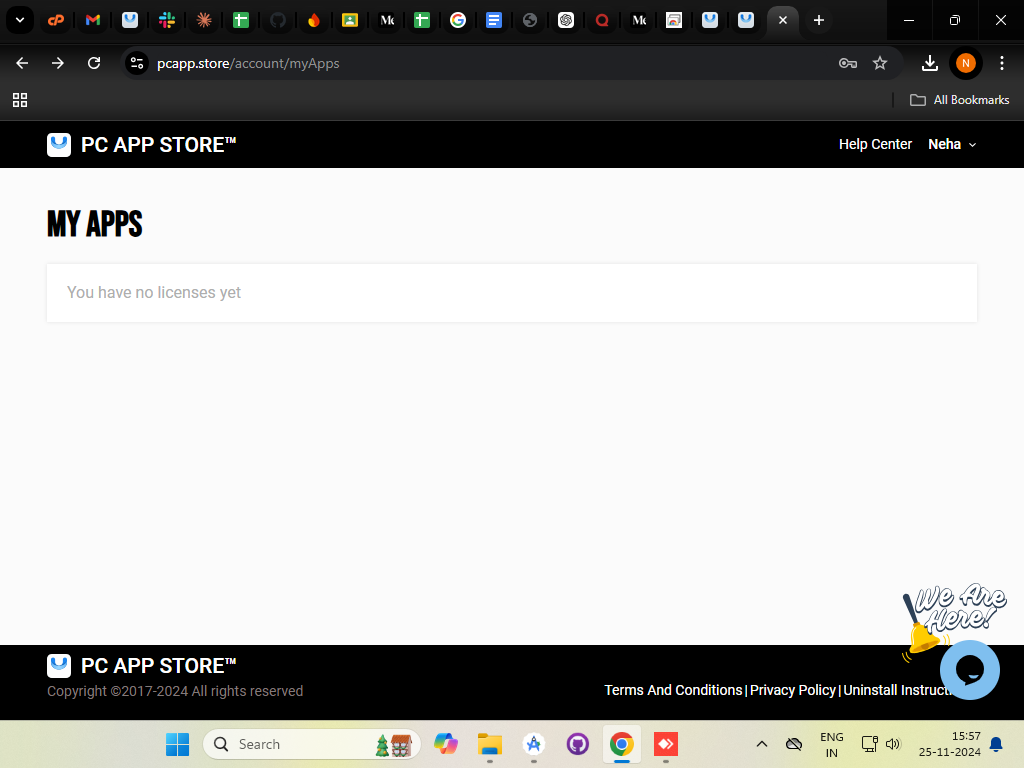 pcapp.store/account/myApps
N
All Bookmarks
PC APP STORE™
Help Center
Neha
MY APPS
You have no licenses yet
We Are
Here!
PC APP STORE™
Copyright ©2017-2024 All rights reserved
Terms And Conditions|Privacy Policy|Uninstall
Search
ENG
IN
15:57
25-11-2024